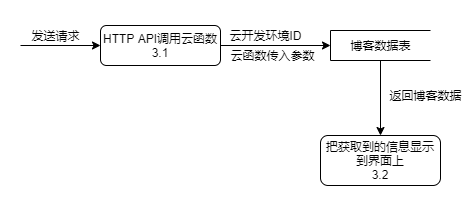 发送请求
HTTP API调用云函数
3.1
云开发环境ID
云函数传入参数
博客数据表
返回博客数据
把获取到的信息显示
到界面上
3.2